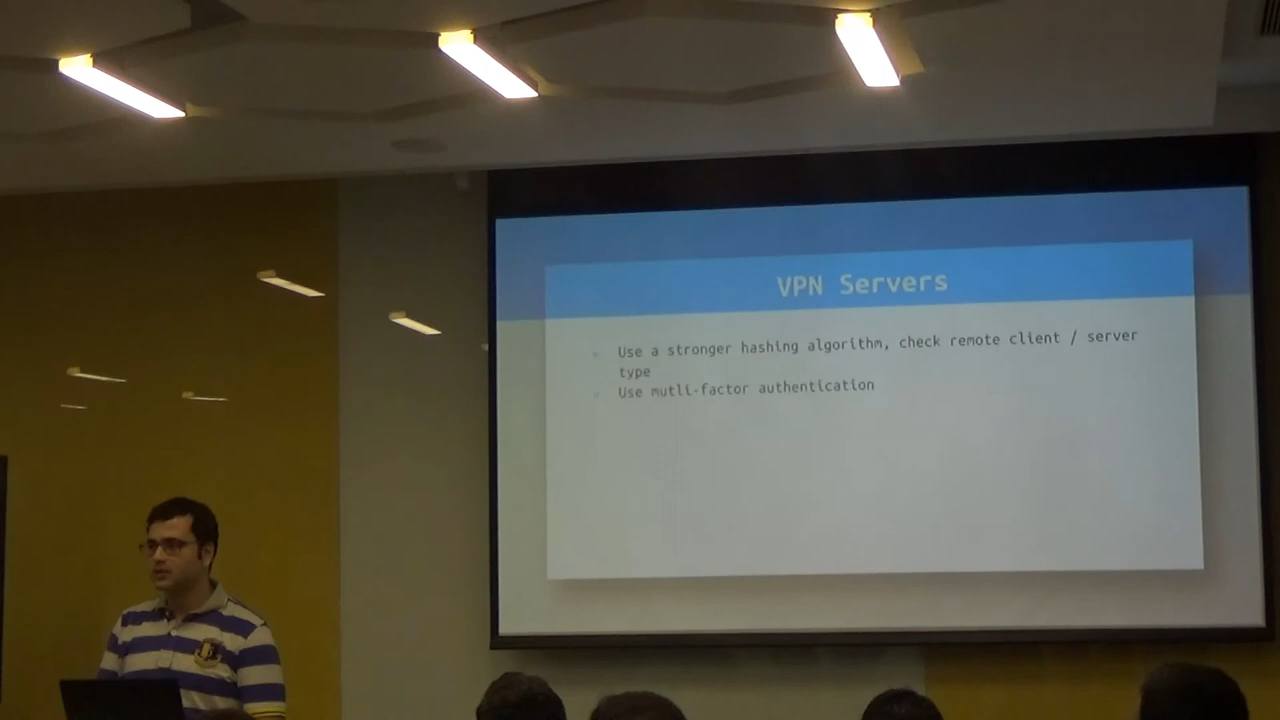 VPN Servers
Use a stronger hashing algorithm, check remote client / server
type
Use mutli-factor authentication